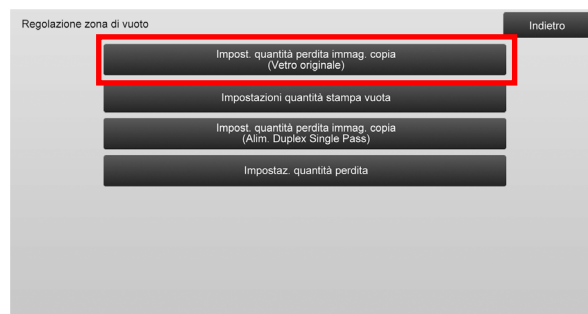 Regolazione zona di vuoto
Indietro
Impost. quantità perdita immag. copia
(Vetro originale)
Impostazioni quantità stampa vuota
Impost. quantità perdita immag. copia
(Alim. Duplex Single Pass)
Impostaz. quantità perdita